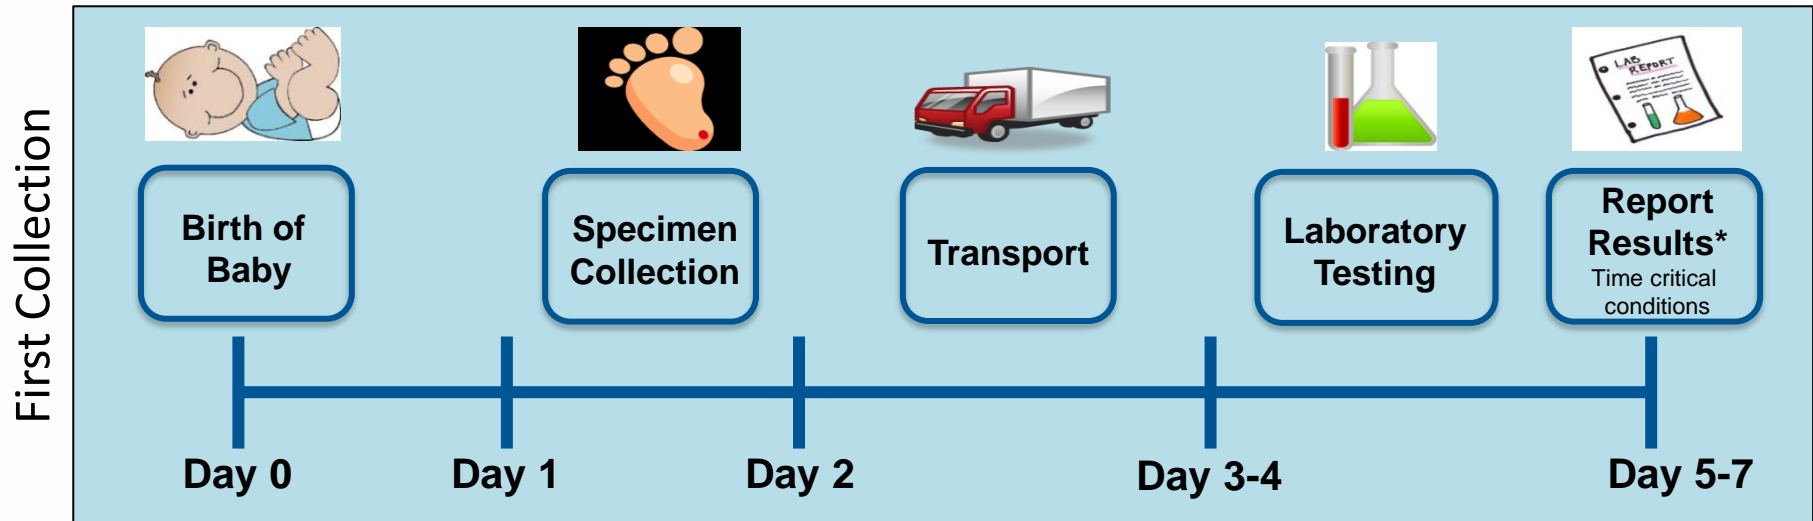 First Collection
LAB
REPORT
Birth of
Baby
Specimen
Collection
Transport
Laboratory
Testing
Report
Results*
Time critical
conditions
Day 0
Day 1
Day 2
Day 3-4
Day 5-7